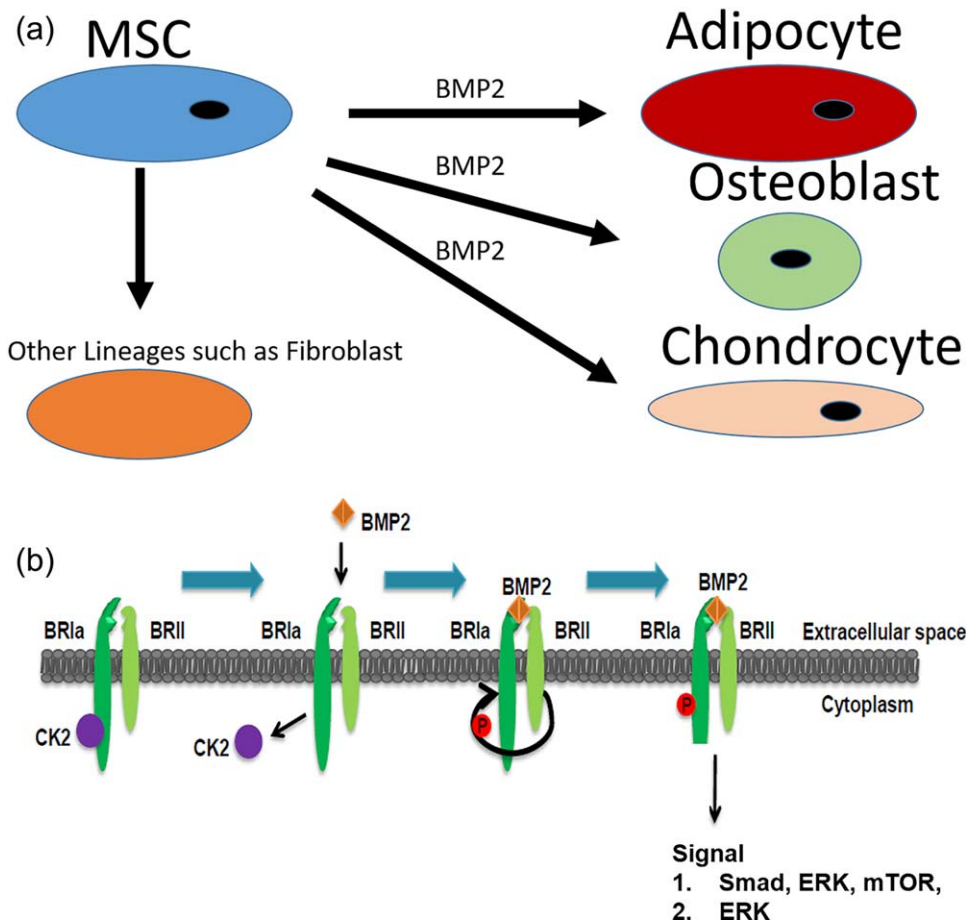 (a)
MSC
Adipocyte
BMP2
BMP2
Osteoblast
BMP2
Other Lineages such as Fibroblast
Chondrocyte
(b)
BMP2
BMP2
BMP2
BRIa
BRII
BRIa
BRII
BRIa
BRII
BRIa
BRII
Extracellular space
Cytoplasm
CK2
CK2
P
P
Signal
1. Smad, ERK, mTOR,
2. ERK